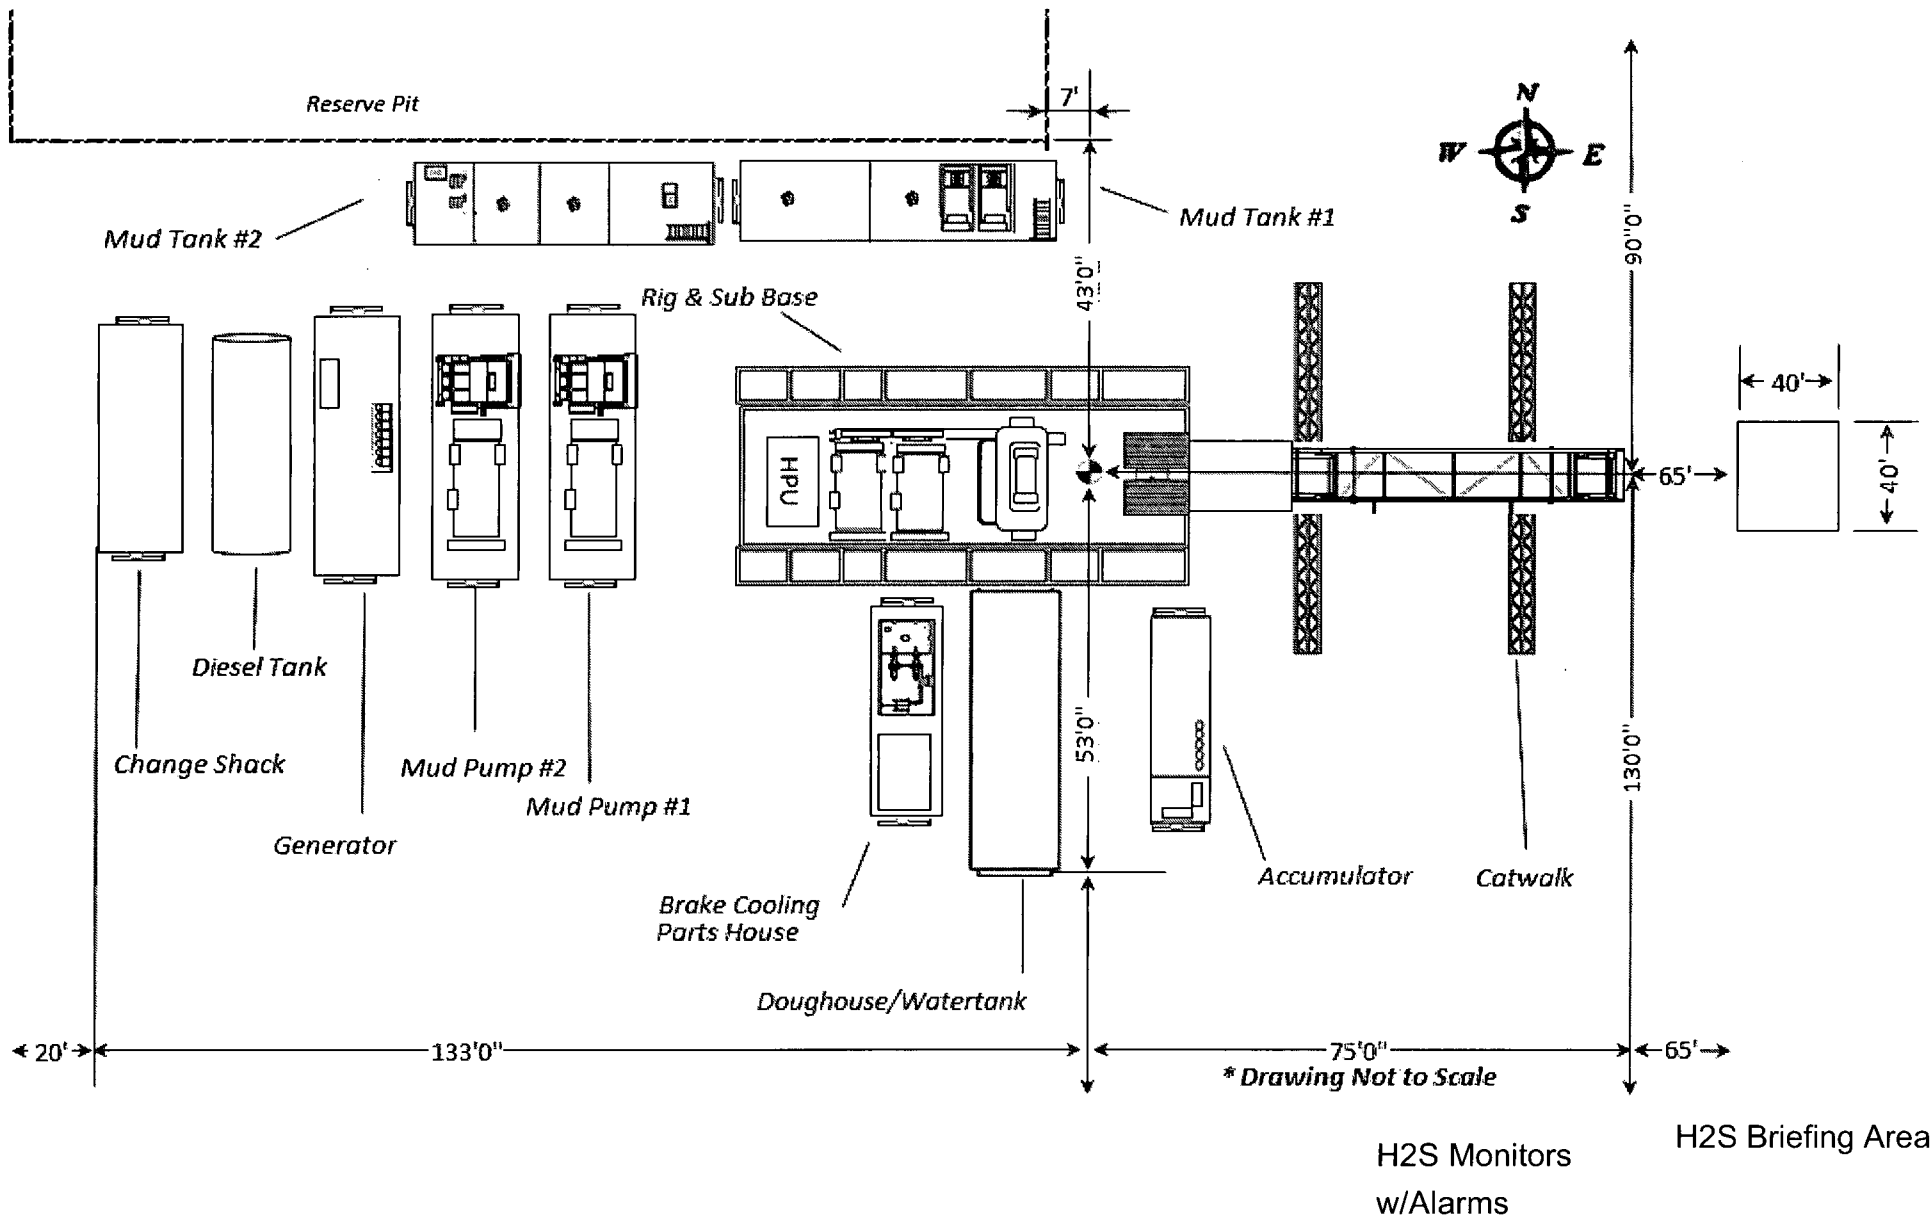 Reserve Pit
7'
N
W
E
S
Mud Tank #2
Mud Tank #1
90"0"
43'0"
Rig & Sub Base
40'
HPU
65'
40'
Diesel Tank
Change Shack
Mud Pump #2
Mud Pump #1
Generator
53'0"
130'0"
Accumulator
Catwalk
Brake Cooling
Parts House
Doughouse/Watertank
20'
133'0"
75'0"
65'
* Drawing Not to Scale
H2S Briefing Area
H2S Monitors
w/Alarms